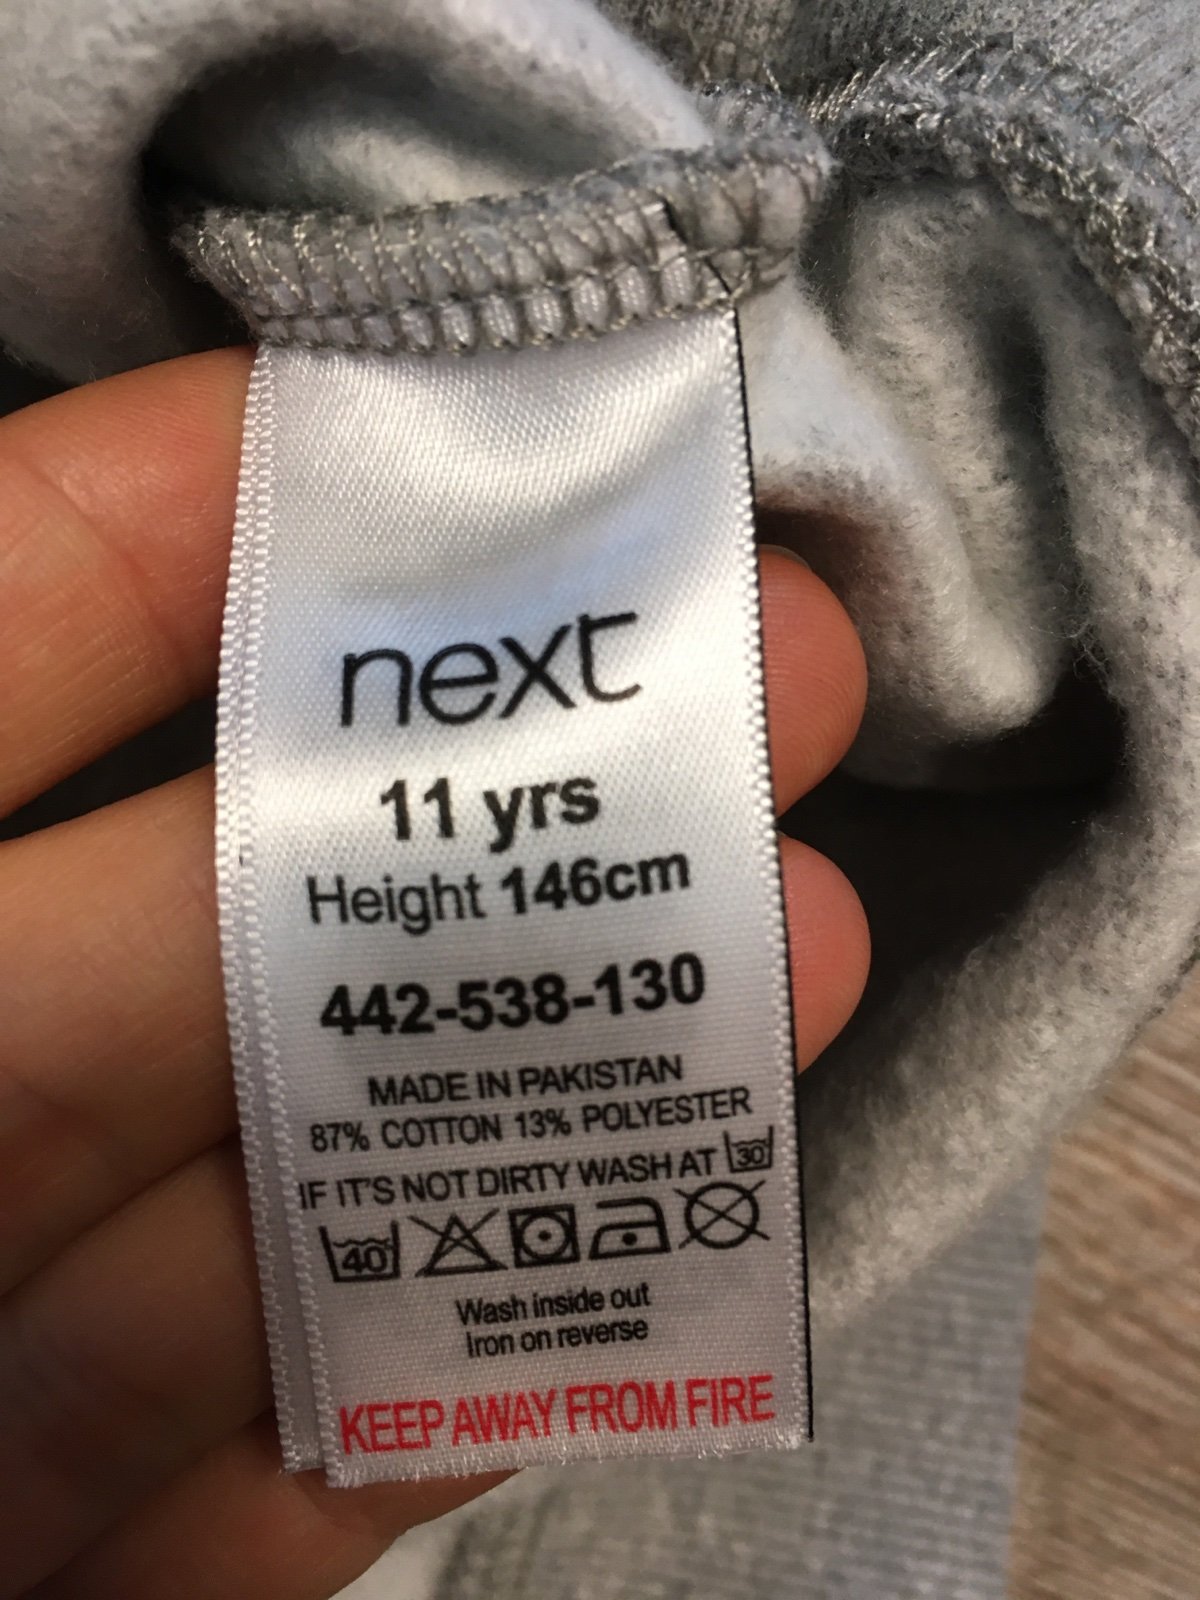 next
11 yrs
Height 146cm
442-538-130
MADE IN PAKISTAN
87% COTTON 13% POLYESTER
IF IT'S NOT DIRTY WASH AT 30
40
Wash inside out
Iron on reverse
KEEP AWAY FROM FIRE